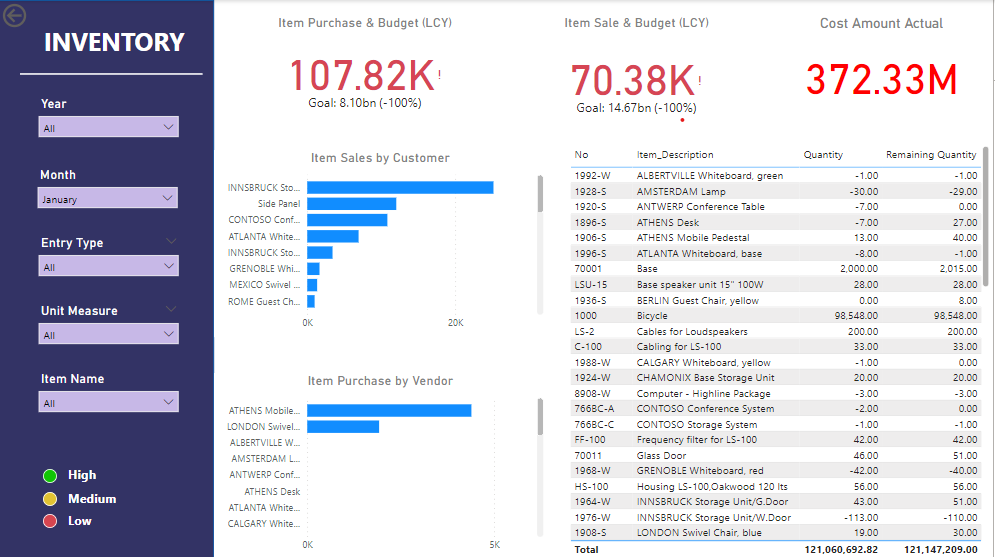 INVENTORY
Year
All
Month
January
Entry Type
All
Unit Measure
All
Item Name
All
High
Medium
Low
Item Purchase & Budget (LCY)
107.82K!
Goal: 8.10bn (-100%)
Item Sale & Budget (LCY)
70.38K!
Goal: 14.67bn (-100%)
Cost Amount Actual
372.33M
Item Sales by Customer
INNSBRUCK Sto...
Side Panel
CONTOSO Conf...
ATLANTA White...
INNSBRUCK Sto...
GRENOBLE Whi...
MEXICO Swivel ...
ROME Guest Ch...
0K 20K
Item Purchase by Vendor
ATHENS Mobile...
LONDON Swivel...
ALBERTVILLE W...
AMSTERDAM L...
ANTWERP Conf...
ATHENS Desk
ATLANTA White...
CALGARY White...
0K 5K
No Item_Description Quantity Remaining Quantity
1992-W ALBERTVILLE Whiteboard, green -1.00 -1.00
1928-S AMSTERDAM Lamp -30.00 -29.00
1920-S ANTWERP Conference Table -7.00 0.00
1896-S ATHENS Desk -7.00 27.00
1906-S ATHENS Mobile Pedestal 13.00 40.00
1996-S ATLANTA Whiteboard, base -8.00 -1.00
70001 Base 2,000.00 2,015.00
LSU-15 Base speaker unit 15" 100W 28.00 28.00
1936-S BERLIN Guest Chair, yellow 0.00 8.00
1000 Bicycle 98,548.00 98,548.00
LS-2 Cables for Loudspeakers 200.00 200.00
C-100 Cabling for LS-100 33.00 33.00
1988-W CALGARY Whiteboard, yellow -1.00 0.00
1924-W CHAMONIX Base Storage Unit 20.00 20.00
8908-W Computer - Highline Package -3.00 -3.00
766BC-A CONTOSO Conference System -2.00 0.00
766BC-C CONTOSO Storage System -1.00 -1.00
FF-100 Frequency filter for LS-100 42.00 42.00
70011 Glass Door 46.00 51.00
1968-W GRENOBLE Whiteboard, red -42.00 -40.00
HS-100 Housing LS-100,Oakwood 120 lts 56.00 56.00
1964-W INNSBRUCK Storage Unit/G.Door 43.00 51.00
1976-W INNSBRUCK Storage Unit/W.Door -113.00 -110.00
1908-S LONDON Swivel Chair, blue 19.00 30.00
Total 121,060,692.82 121,147,209.00